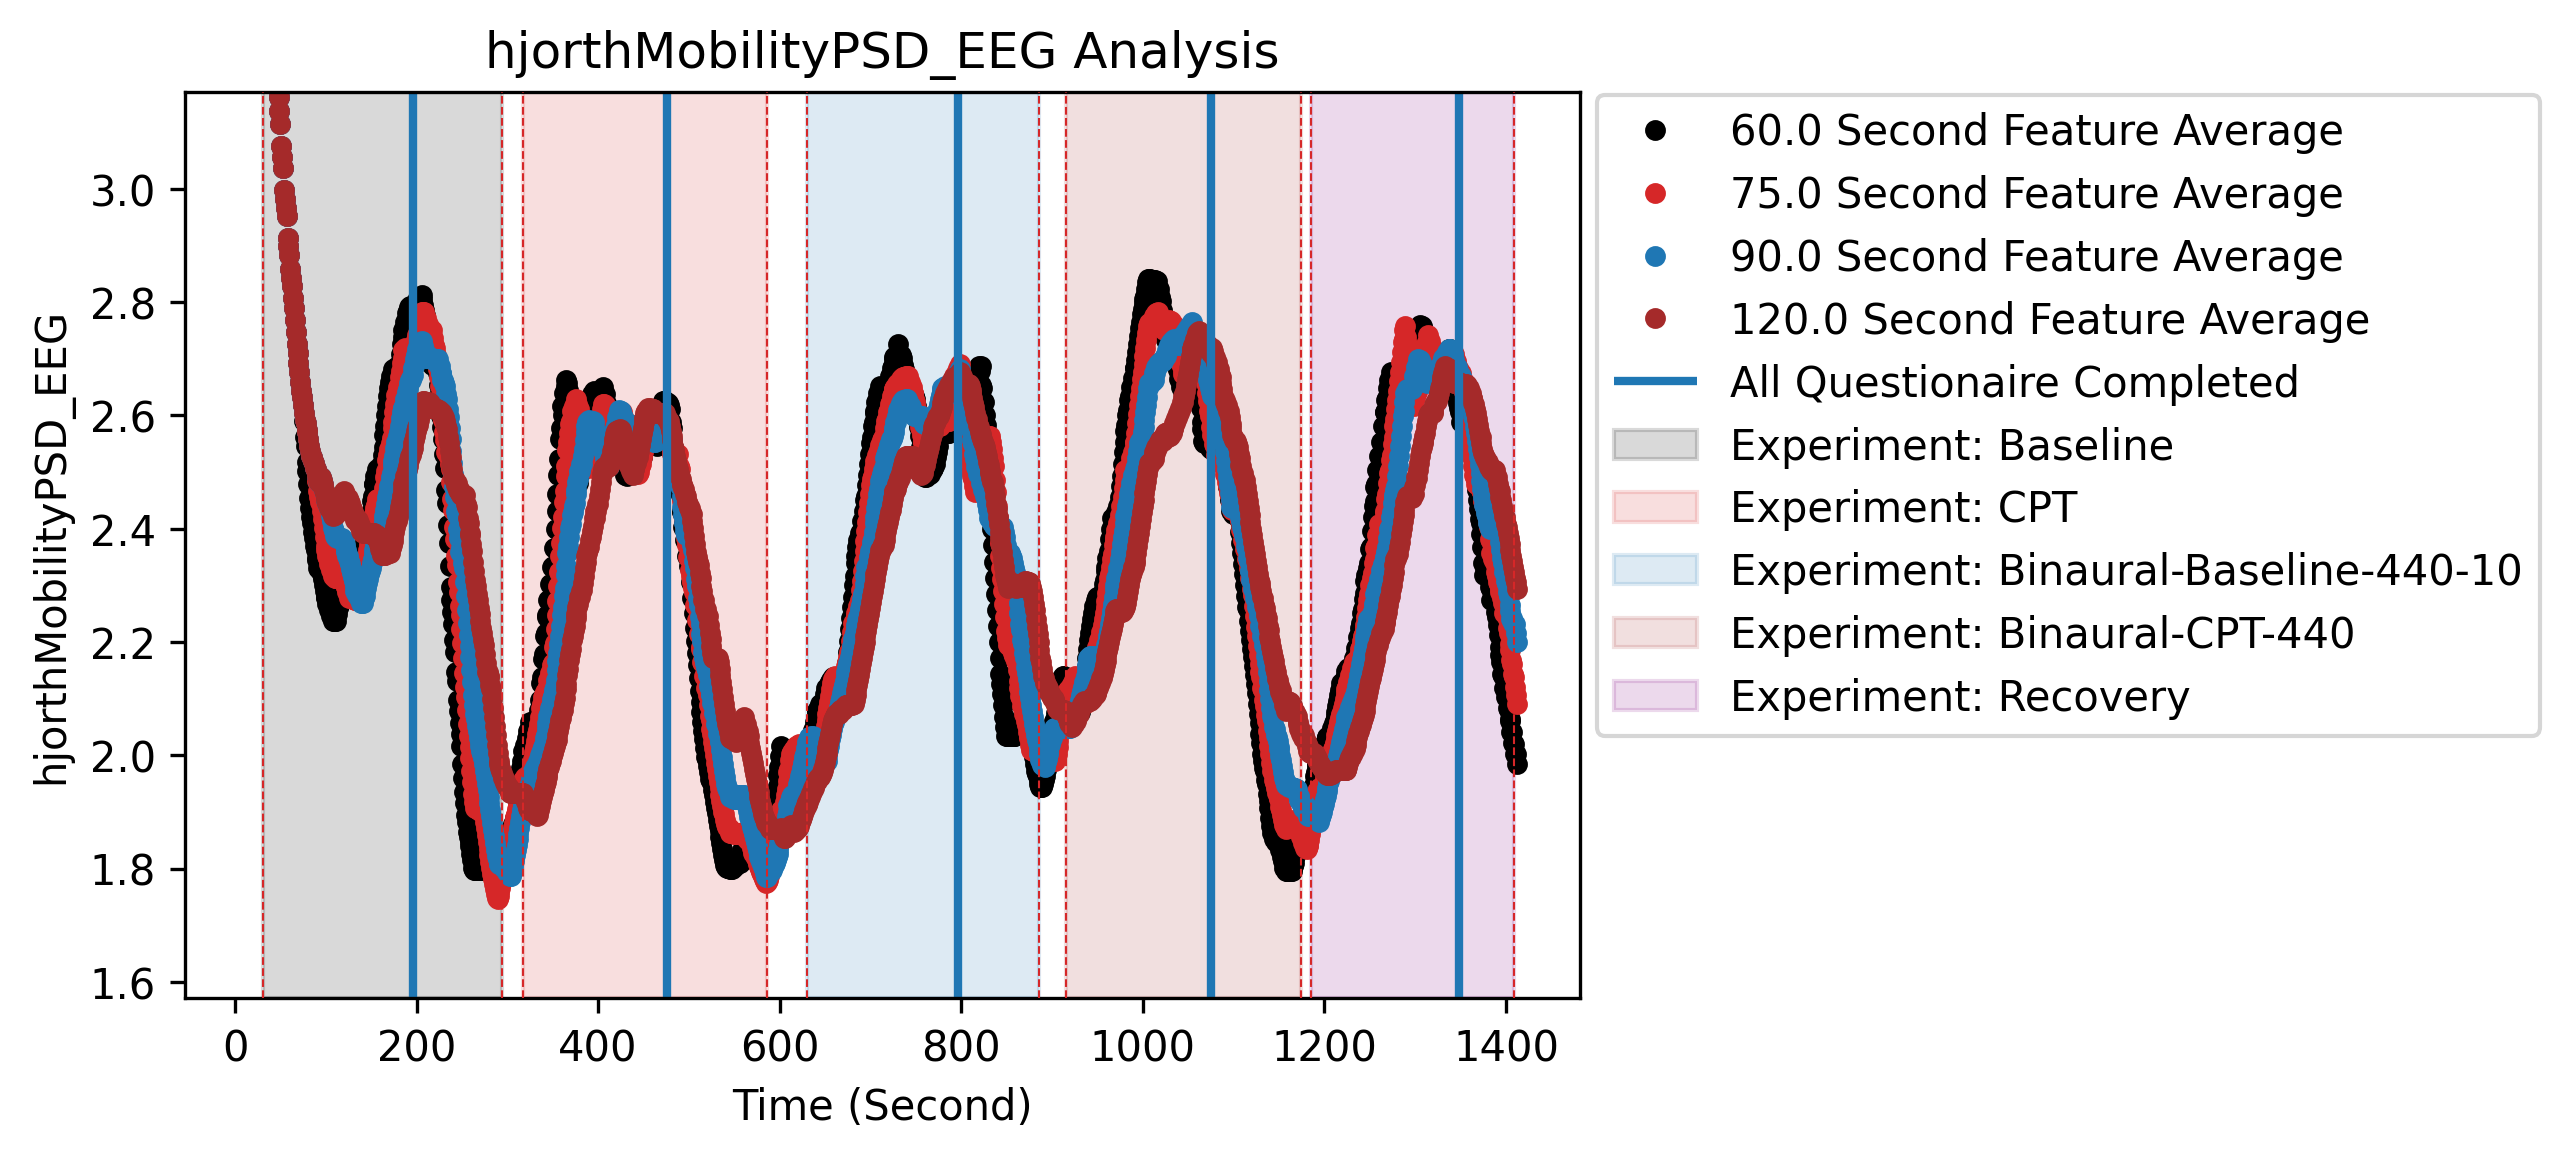 hjorthMobilityPSD_EEG Analysis
hjorthMobilityPSD_EEG
3.0
2.8
2.6
2.4
2.2
2.0
1.8
1.6
0 200 400 600 800 1000 1200 1400
Time (Second)
60.0 Second Feature Average
75.0 Second Feature Average
90.0 Second Feature Average
120.0 Second Feature Average
All Questionaire Completed
Experiment: Baseline
Experiment: CPT
Experiment: Binaural-Baseline-440-10
Experiment: Binaural-CPT-440
Experiment: Recovery